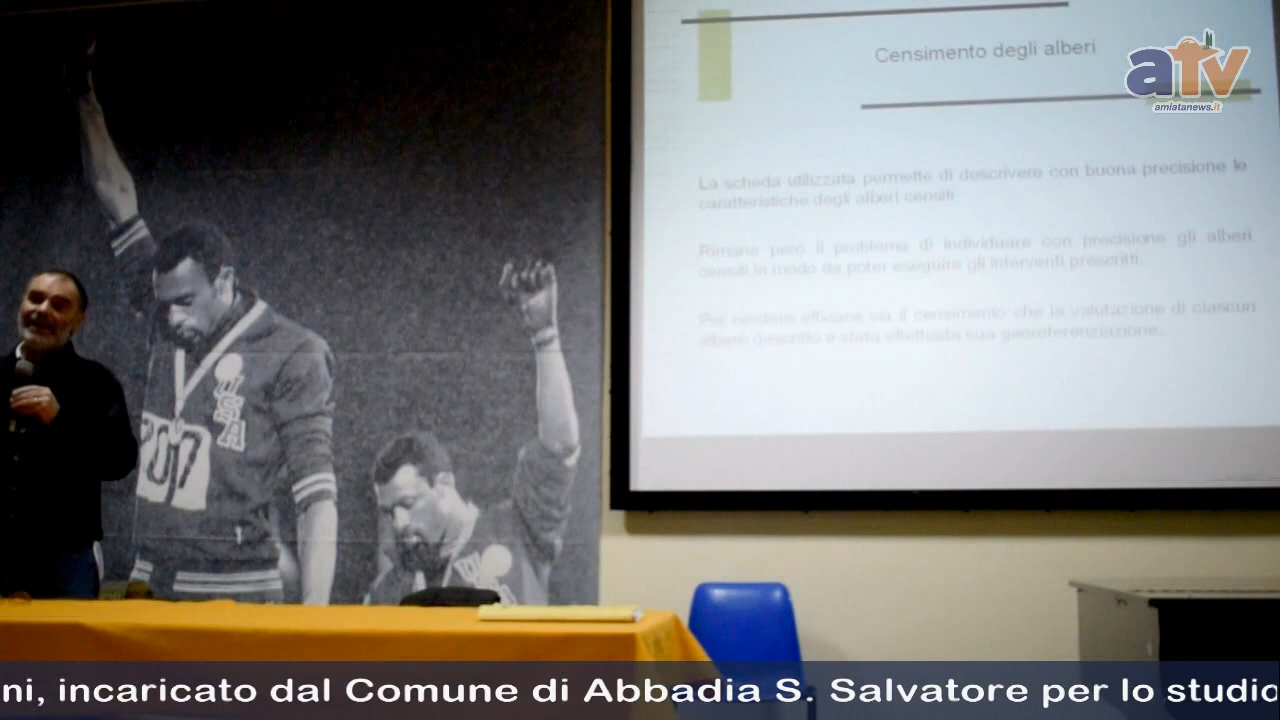 Censimento degli alberi
aTv
amiatanews.it
La scheda utilizzata permette di descrivere con buona precisione le
caratteristiche degli alberi censiti
Rimane però il problema di individuare con precisione gli alberi
censiti in modo da poter eseguire gli interventi prescritti
Per rendere efficace sia il censimento che la valutazione di ciascun
albero descritto è stata effettuata sua georeferenziazione.
USA
707
ni, incaricato dal Comune di Abbadia S. Salvatore per lo studio